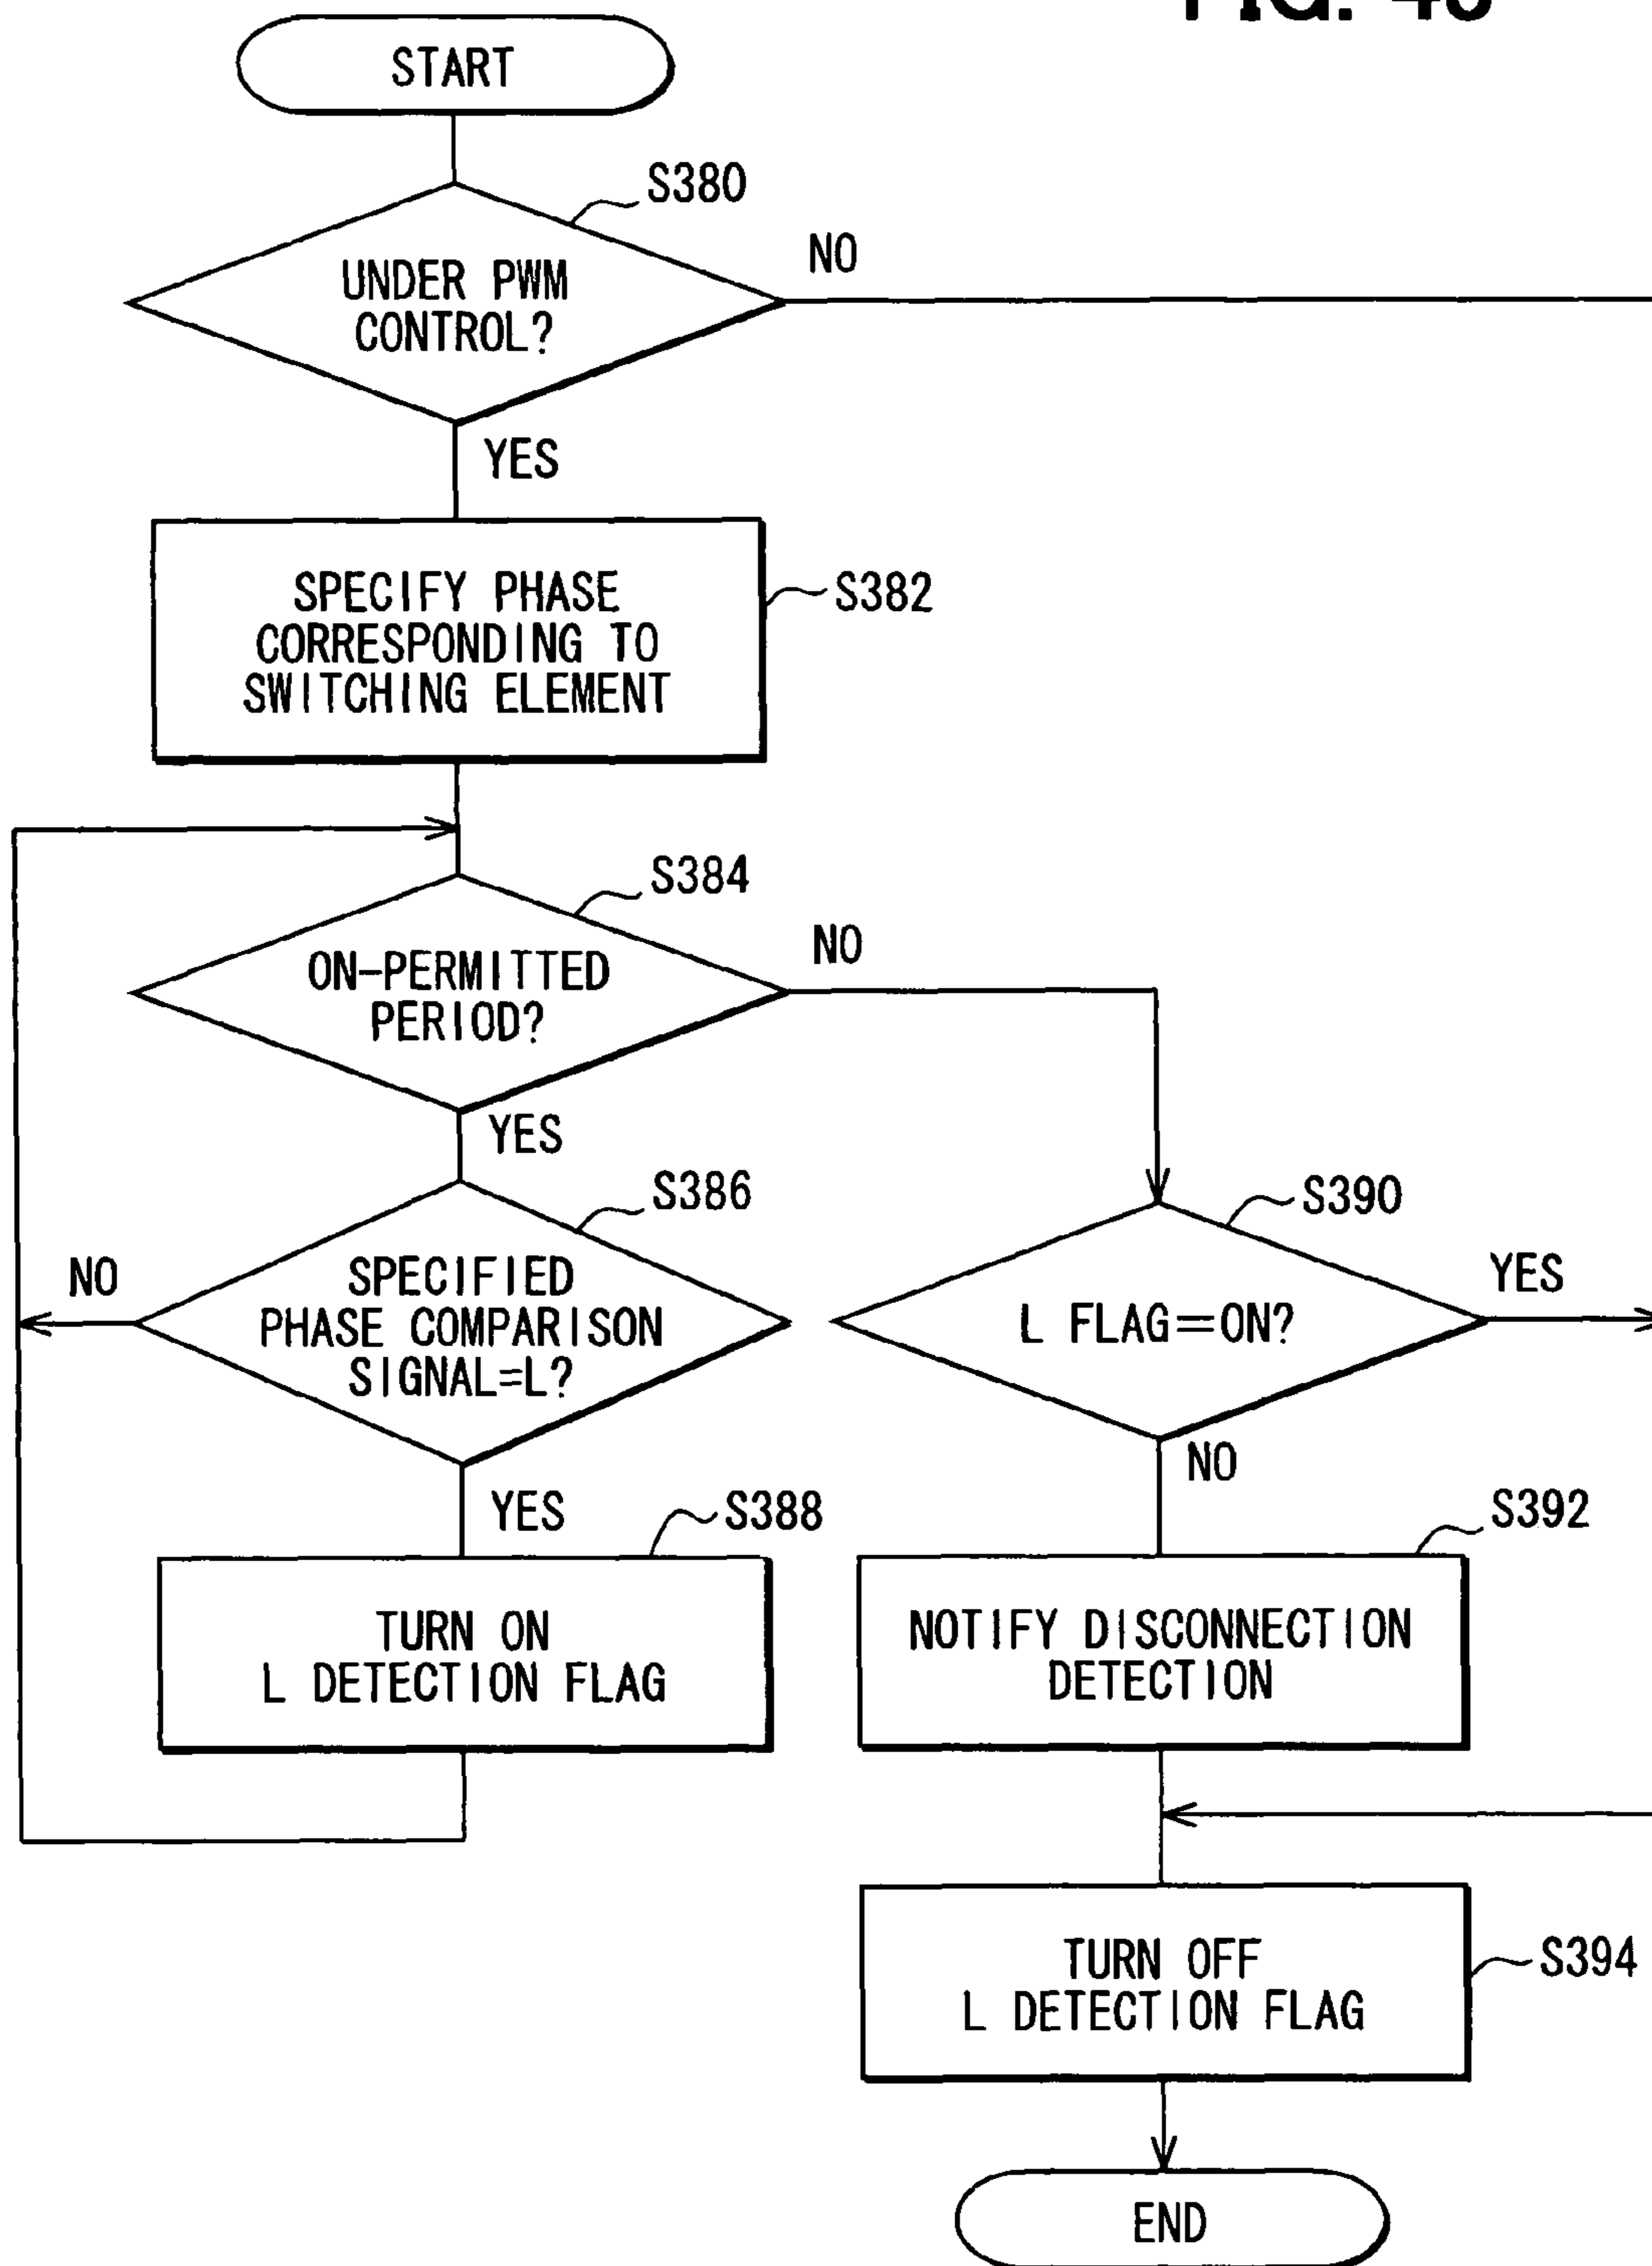 START
S380
UNDER PWM
CONTROL?
NO
YES
SPECIFY PHASE
CORRESPONDING TO
SWITCHING ELEMENT
S382
S384
ON-PERMITTED
PERIOD?
NO
YES
S386
SPECIFIED
PHASE COMPARISON
SIGNAL=L?
NO
YES
S388
TURN ON
L DETECTION FLAG
S390
L FLAG=ON?
YES
NO
S392
NOTIFY DISCONNECTION
DETECTION
TURN OFF
L DETECTION FLAG
S394
END